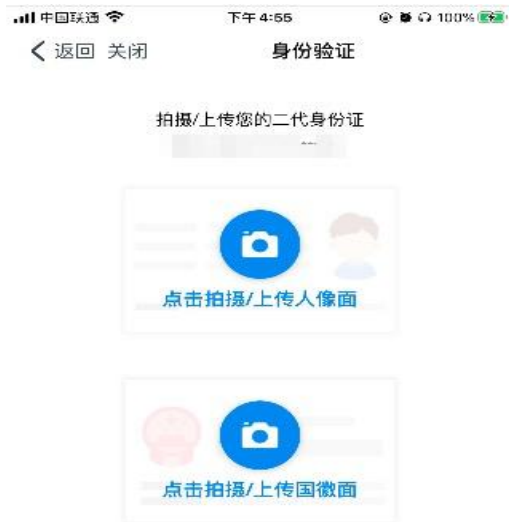 中国联通 下午4:55 100%
返回 关闭 身份验证
拍摄/上传您的二代身份证
点击拍摄/上传人像面
点击拍摄/上传国徽面